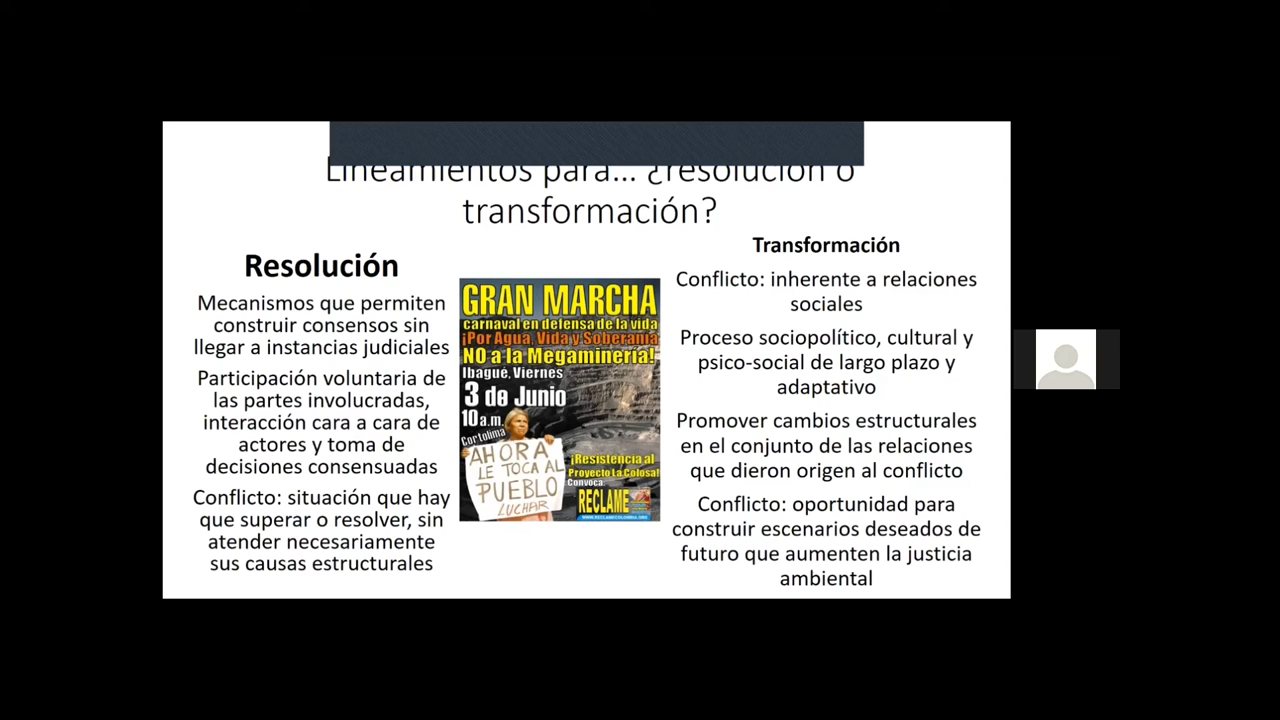 Lineamientos para... ¿resolución o
transformación?
Resolución
Mecanismos que permiten
construir consensos sin
llegar a instancias judiciales
Participación voluntaria de
las partes involucradas,
interacción cara a cara de
actores y toma de
decisiones consensuadas
Conflicto: situación que hay
que superar o resolver, sin
atender necesariamente
sus causas estructurales
GRAN MARCHA
carnaval en defensa de la vida
¡Por Agua, Vida y Soberanía
NO a la Megaminería!
Ibagué, Viernes
3 de Junio
10 a.m.
Cortolima
AHORA
LE TOCA AL
PUEBLO
LUCHAR
¡Resistencia al
Proyecto La Colosa!
Convoca:
RECLAME
WWW.RECLAMECOLOMBIA.ORG
Transformación
Conflicto: inherente a relaciones
sociales
Proceso sociopolítico, cultural y
psico-social de largo plazo y
adaptativo
Promover cambios estructurales
en el conjunto de las relaciones
que dieron origen al conflicto
Conflicto: oportunidad para
construir escenarios deseados de
futuro que aumenten la justicia
ambiental